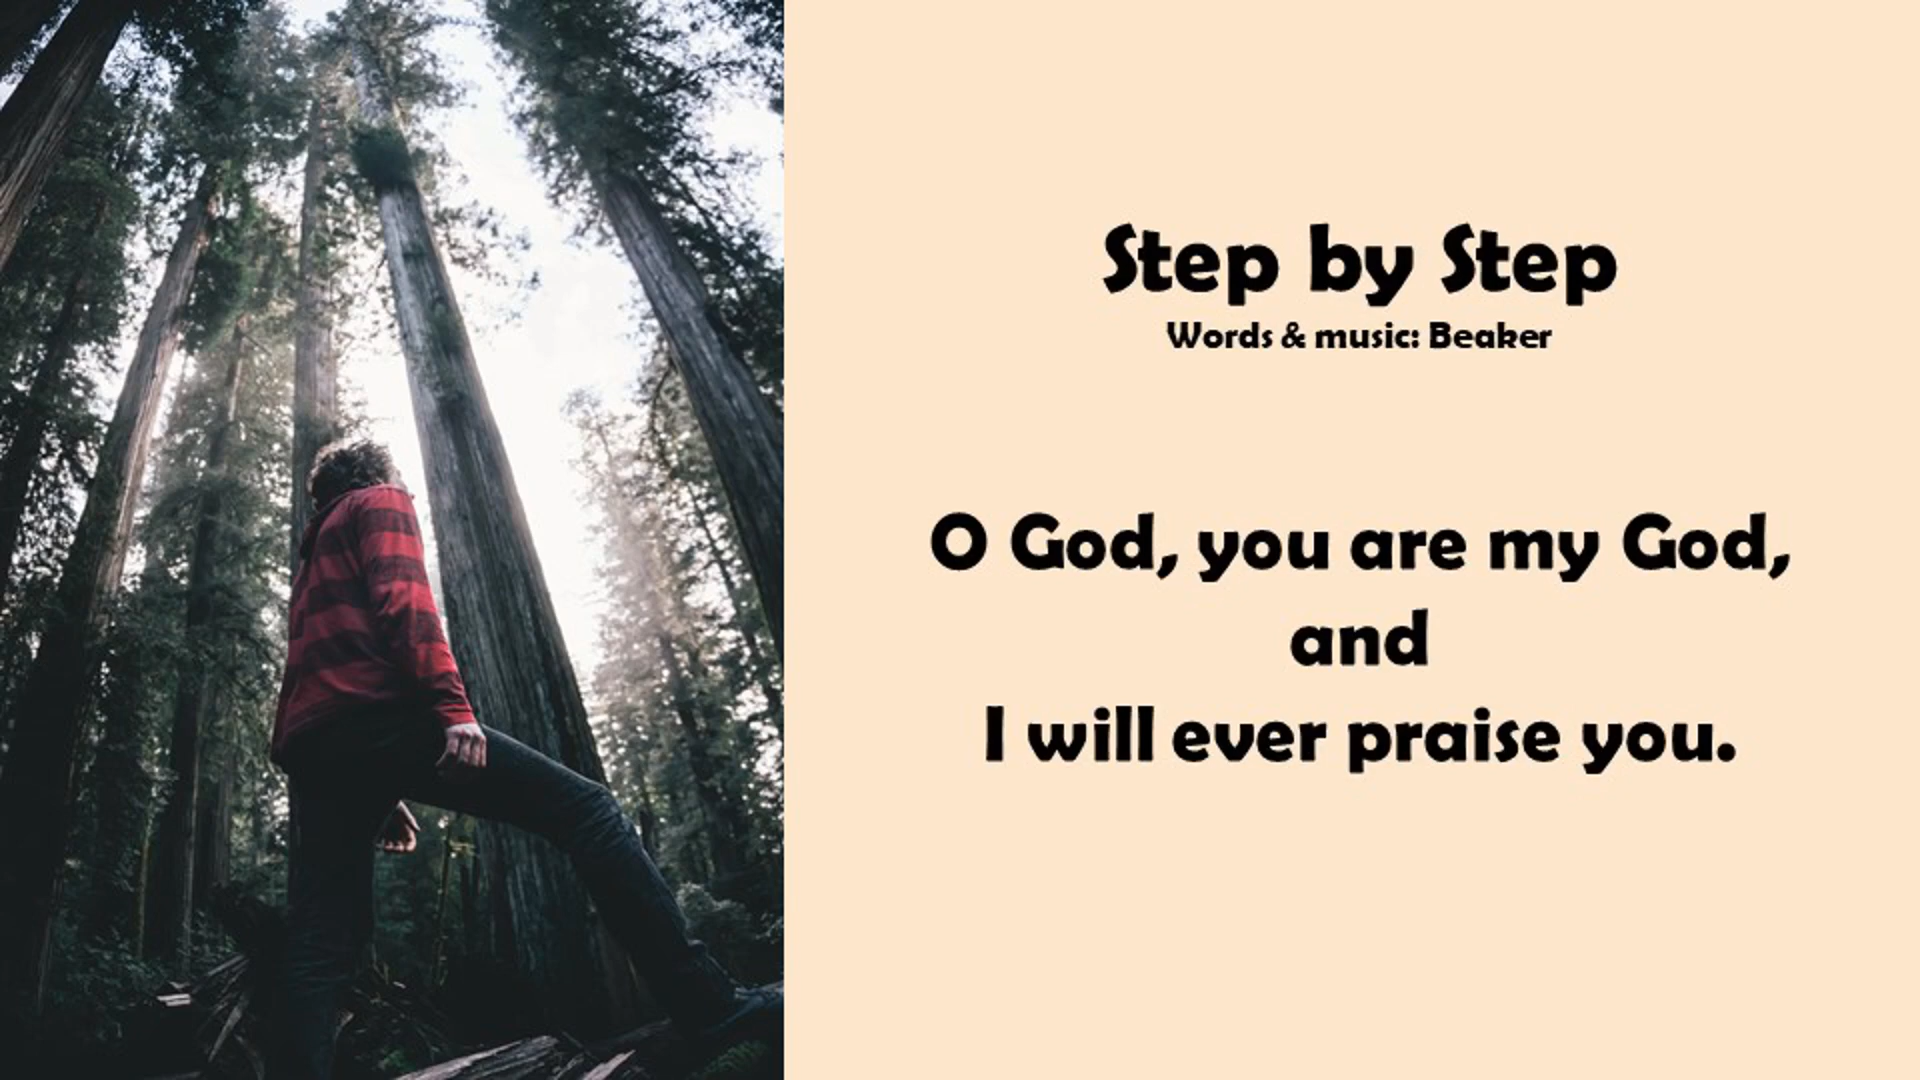 Step by Step
Words & music: Beaker
O God, you are my God,
and
I will ever praise you.